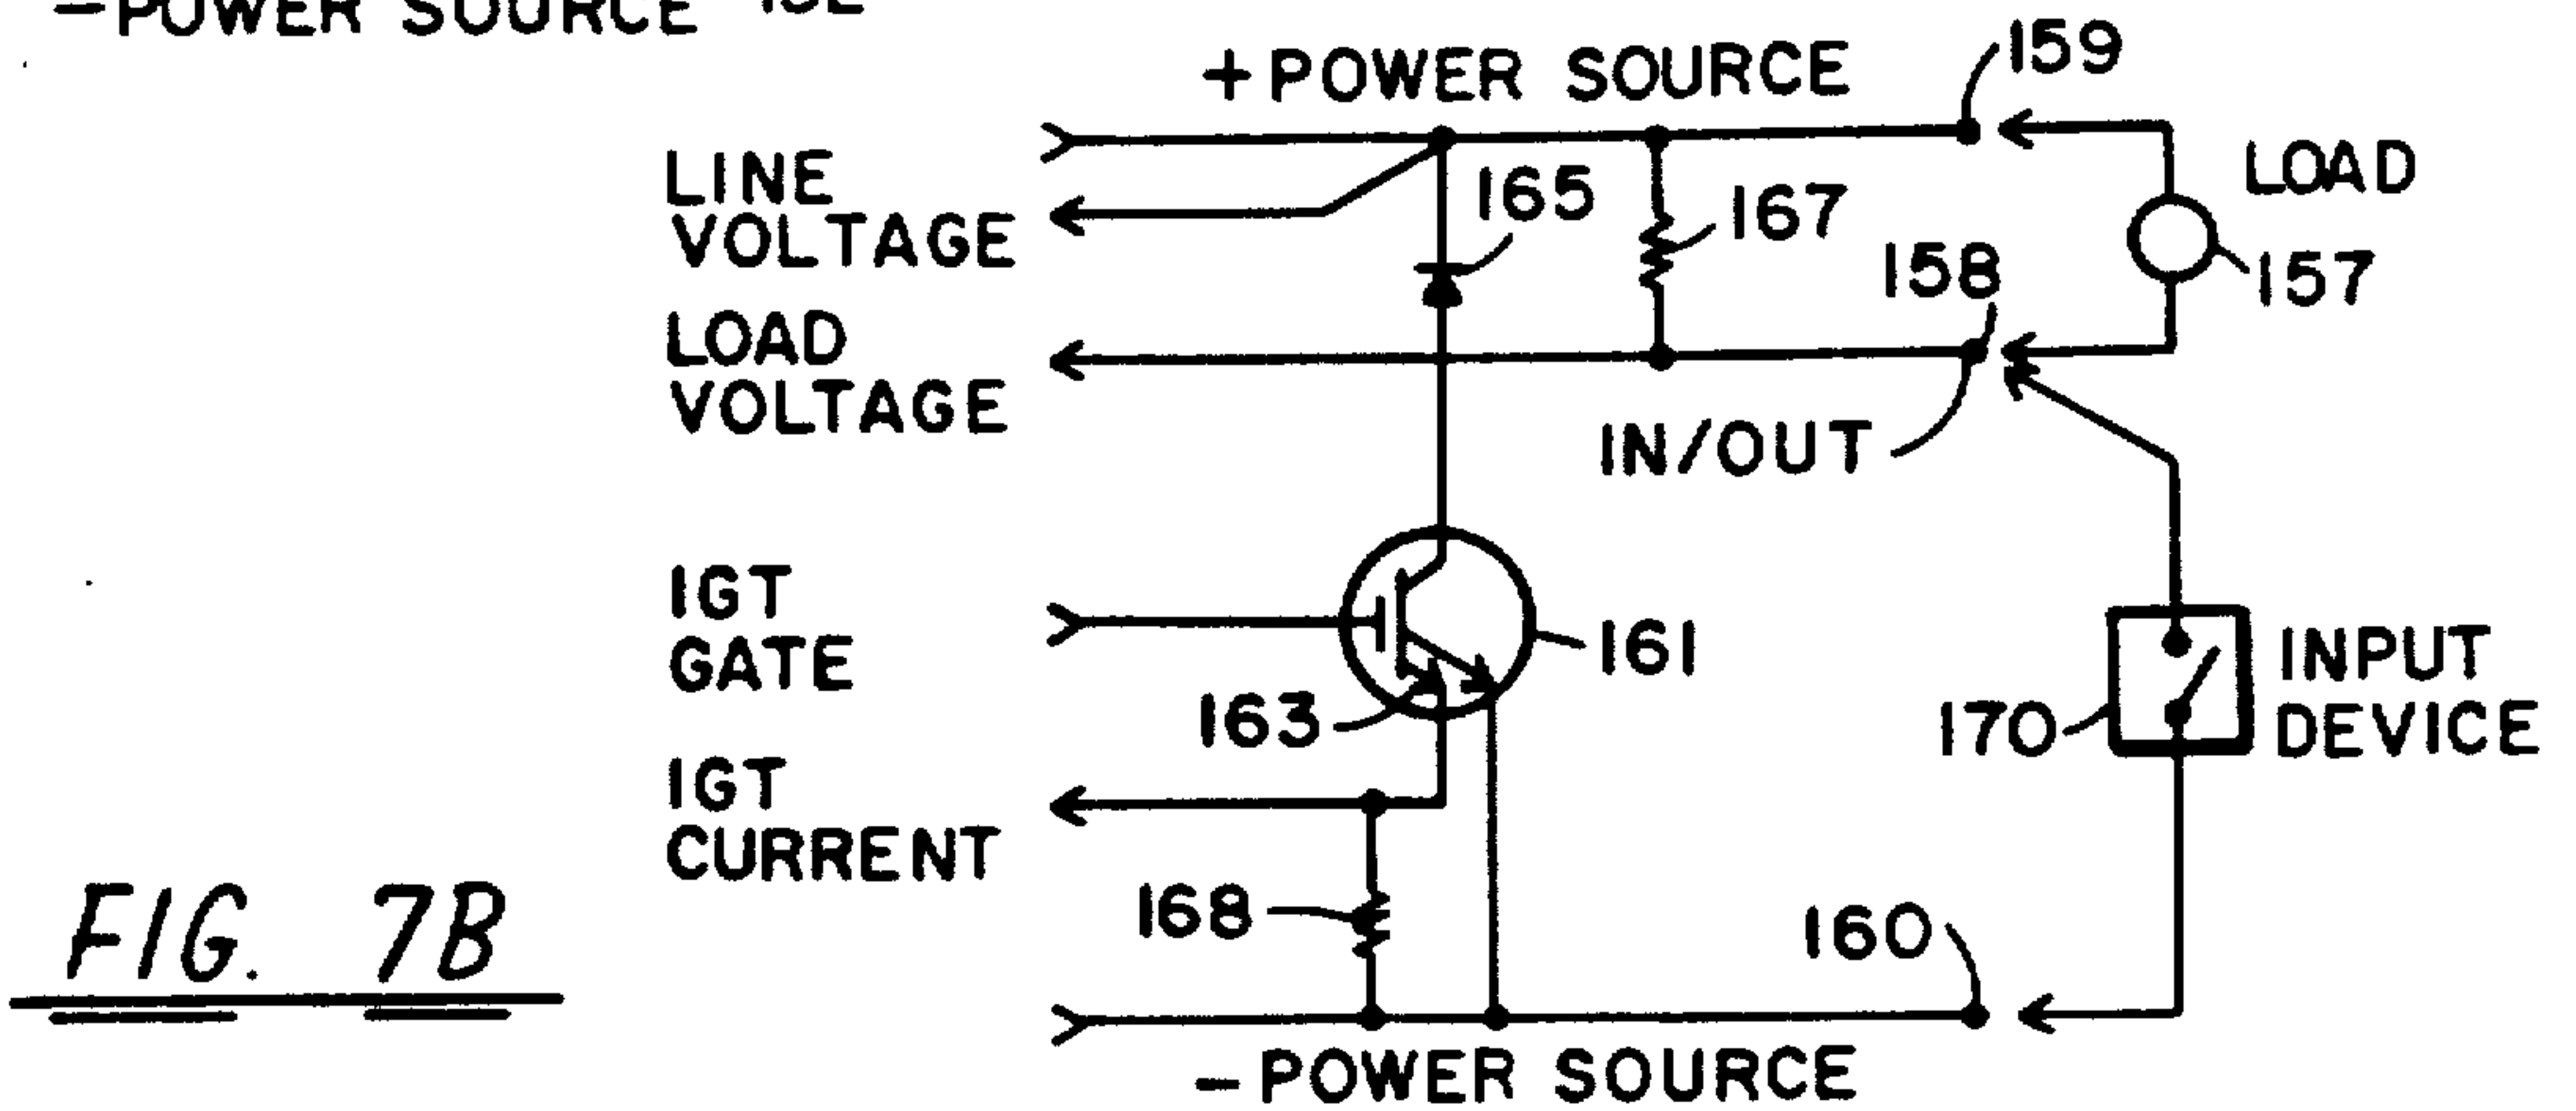 -POWER SOURCE
+POWER SOURCE
159
LINE
VOLTAGE
LOAD
165
167
158
157
LOAD
VOLTAGE
IN/OUT
IGT
GATE
161
INPUT
DEVICE
163
170
IGT
CURRENT
168
160
FIG. 7B
-POWER SOURCE